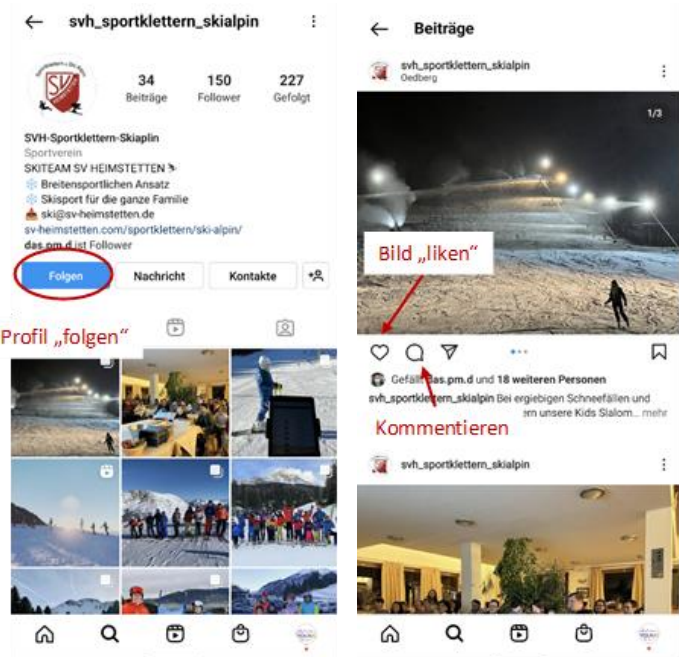 svh_sportklettern_skialpin
34
150
227
Beiträge
Follower
Gefolgt
SVH-Sportklettern-Skiaplin
Sportverein
SKITEAM SV HEIMSTETTEN
Breitensportlichen Ansatz
Skisport für die ganze Familie
ski@sv-heimstetten.de
sv-heimstetten.com/sportklettern/ski-alpin/
das.pm.d ist Follower
Folgen
Nachricht
Kontakte
Profil „folgen“
Beiträge
svh_sportklettern_skialpin
Oedberg
1/3
Bild „liken“
Gefällt das.pm.d und 18 weiteren Personen
svh_sportklettern_skialpin Bei ergiebigen Schneefällen und
ern unsere Kids Slalom... mehr
Kommentieren
svh_sportklettern_skialpin